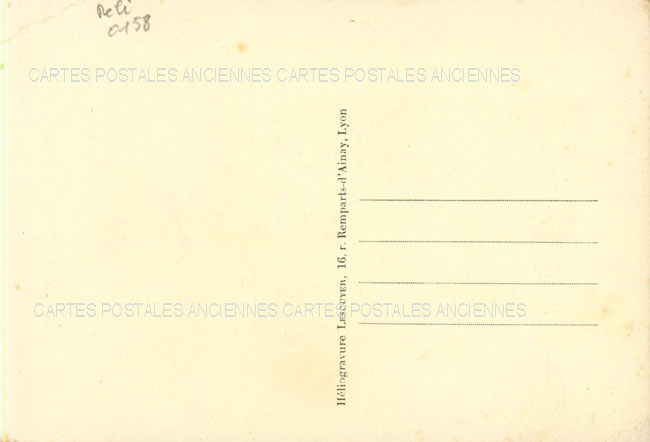 Reli
0158
CARTES POSTALES ANCIENNES CARTES POSTALES ANCIENNES
Héliogravure LESCUYER, 16, r. Remparts-d'Ainay, Lyon
CARTES POSTALES ANCIENNES CARTES POSTALES ANCIENNES